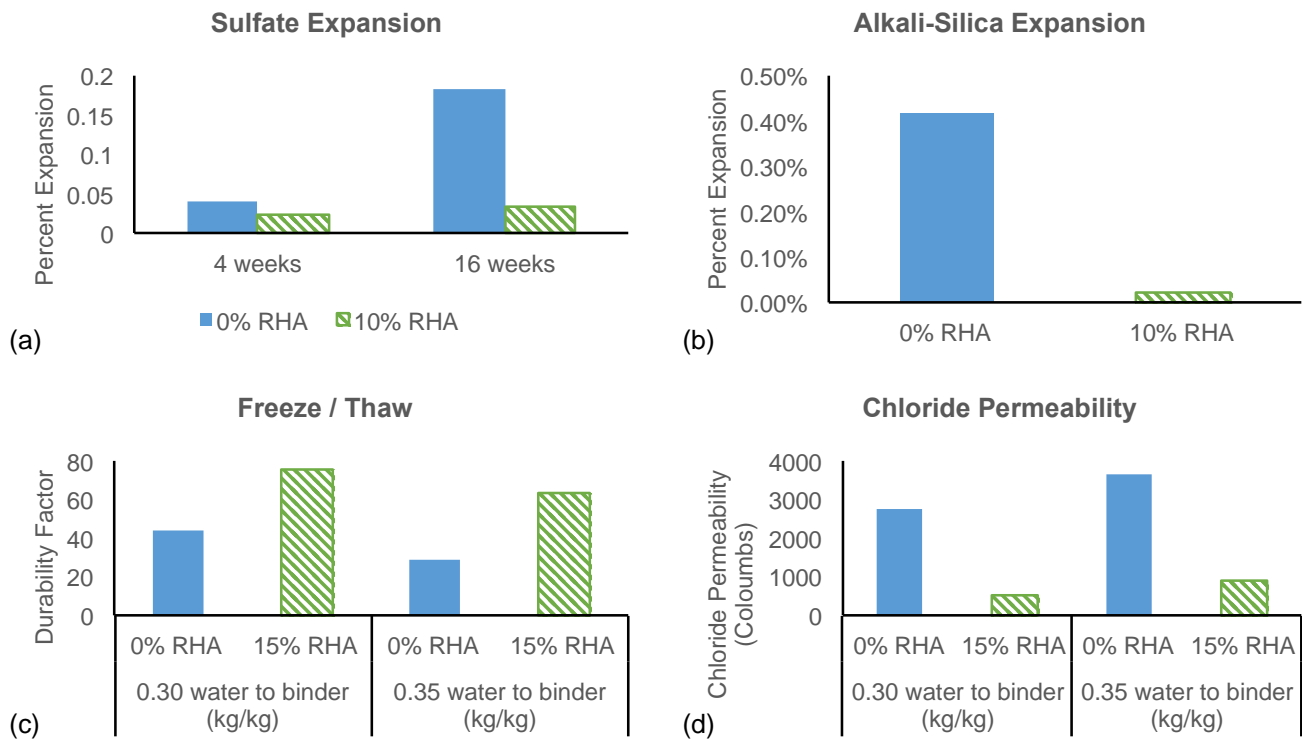 Sulfate Expansion
Percent Expansion
0.2
0.15
0.1
0.05
0
4 weeks 16 weeks
0% RHA 10% RHA
(a)
Alkali-Silica Expansion
Percent Expansion
0.50%
0.40%
0.30%
0.20%
0.10%
0.00%
0% RHA 10% RHA
(b)
Freeze / Thaw
Durability Factor
80
60
40
20
0
0% RHA 15% RHA 0% RHA 15% RHA
0.30 water to binder 0.35 water to binder
(kg/kg) (kg/kg)
(c)
Chloride Permeability
Chloride Permeability
(Coloumbs)
4000
3000
2000
1000
0
0% RHA 15% RHA 0% RHA 15% RHA
0.30 water to binder 0.35 water to binder
(kg/kg) (kg/kg)
(d)